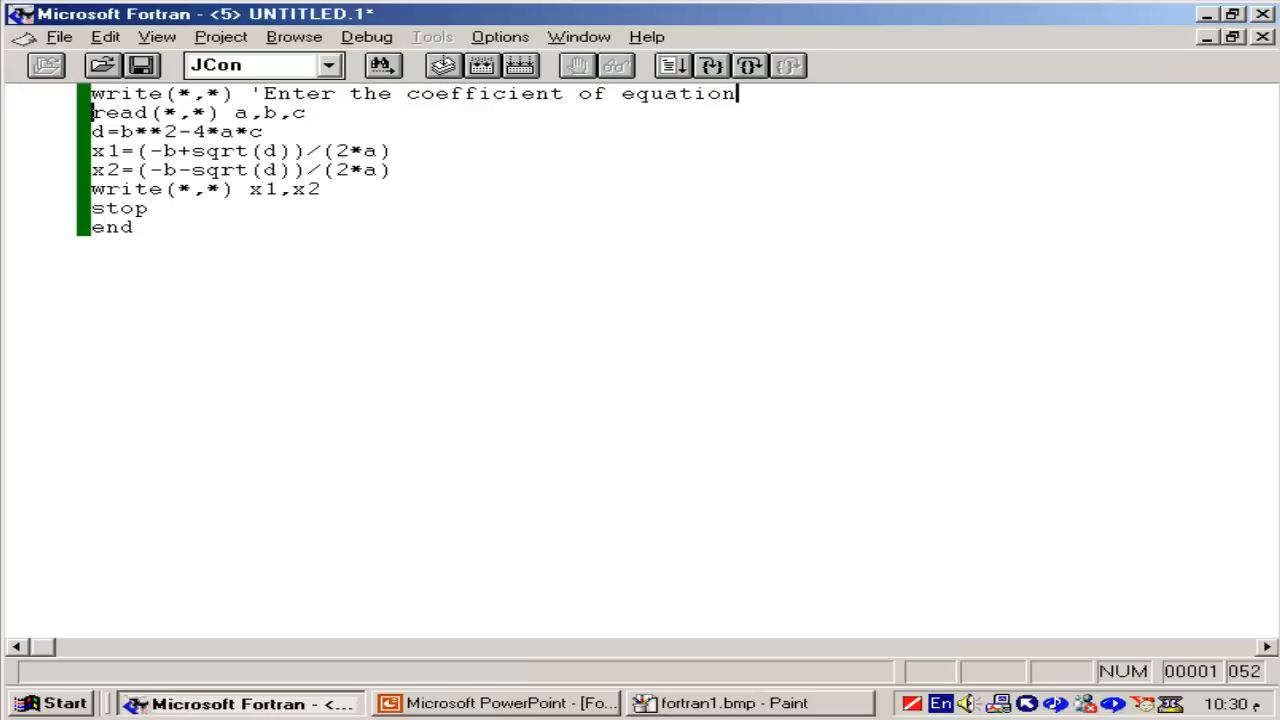 Microsoft Fortran - <5> UNTITLED.1*
File Edit View Project Browse Debug Tools Options Window Help
JCon
write(*,*) 'Enter the coefficient of equation
read(*,*) a,b,c
d=b**2-4*a*c
x1=(-b+sqrt(d))/(2*a)
x2=(-b-sqrt(d))/(2*a)
write(*,*) x1,x2
stop
end
NUM 00001 052
Start Microsoft Fortran - <... Microsoft PowerPoint - [Fo... fortran1.bmp - Paint En 10:30 م